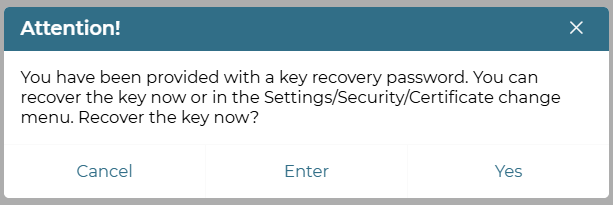 Attention!
You have been provided with a key recovery password. You can
recover the key now or in the Settings/Security/Certificate change
menu. Recover the key now?
Cancel
Enter
Yes